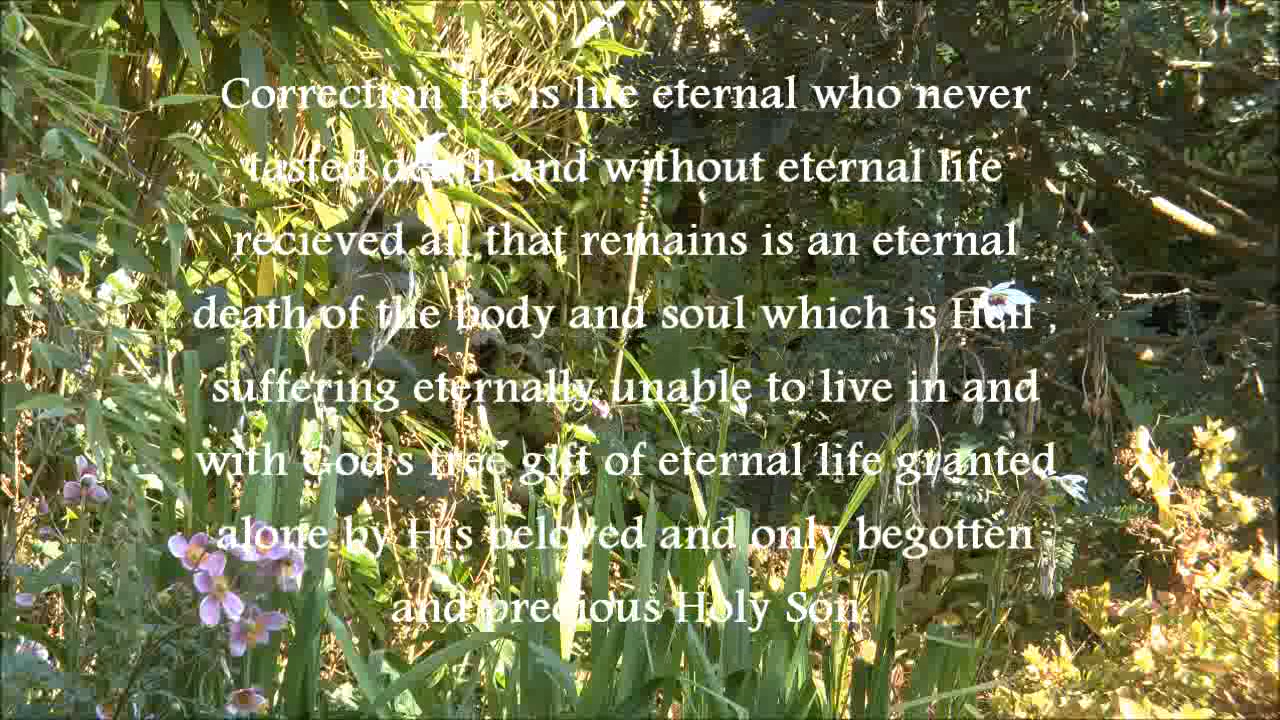 Correction He is life eternal who never
tasted death and without eternal life
recieved all that remains is an eternal
death of the body and soul which is Hell ,
suffering eternally unable to live in and
with God's free gift of eternal life granted
alone by His beloved and only begotten
and precious Holy Son.